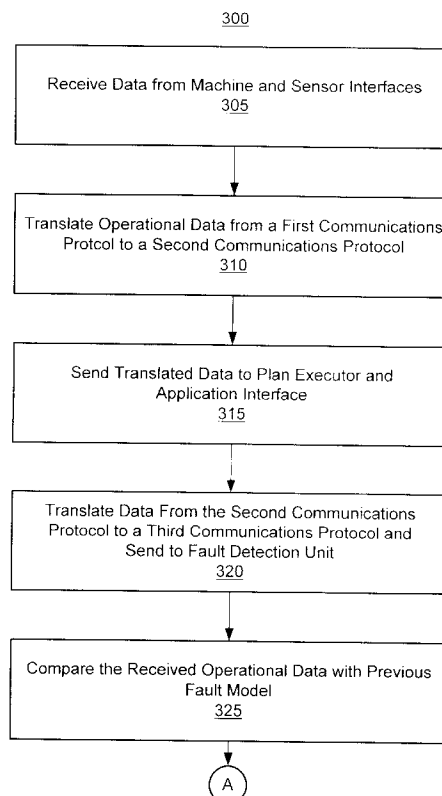 300
Receive Data from Machine and Sensor Interfaces
305
Translate Operational Data from a First Communications
Protcol to a Second Communications Protocol
310
Send Translated Data to Plan Executor and
Application Interface
315
Translate Data From the Second Communications
Protocol to a Third Communications Protocol and
Send to Fault Detection Unit
320
Compare the Received Operational Data with Previous
Fault Model
325
A